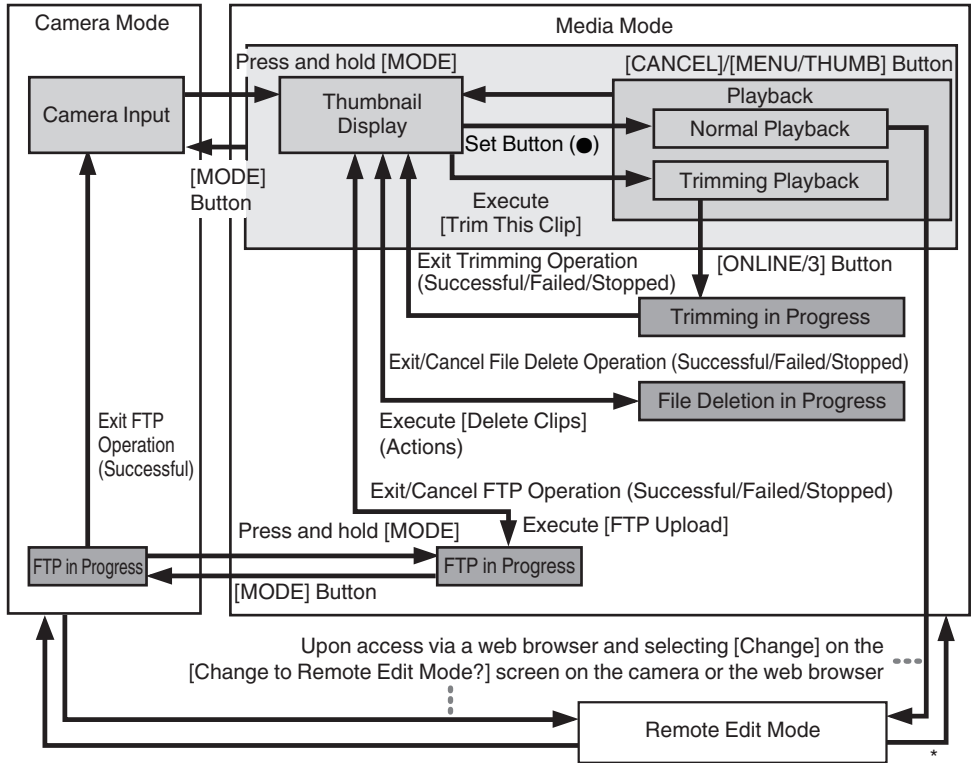 Camera Mode
Media Mode
Press and hold [MODE]
[CANCEL]/[MENU/THUMB] Button
Playback
Camera Input
Thumbnail
Display
Normal Playback
Set Button (●)
Trimming Playback
[MODE]
Button
Execute
[Trim This Clip]
Exit Trimming Operation
(Successful/Failed/Stopped)
[ONLINE/3] Button
Trimming in Progress
Exit/Cancel File Delete Operation (Successful/Failed/Stopped)
File Deletion in Progress
Execute [Delete Clips]
(Actions)
Exit FTP
Operation
(Successful)
Exit/Cancel FTP Operation (Successful/Failed/Stopped)
Execute [FTP Upload]
Press and hold [MODE]
FTP in Progress
FTP in Progress
[MODE] Button
Upon access via a web browser and selecting [Change] on the
[Change to Remote Edit Mode?] screen on the camera or the web browser
Remote Edit Mode
*